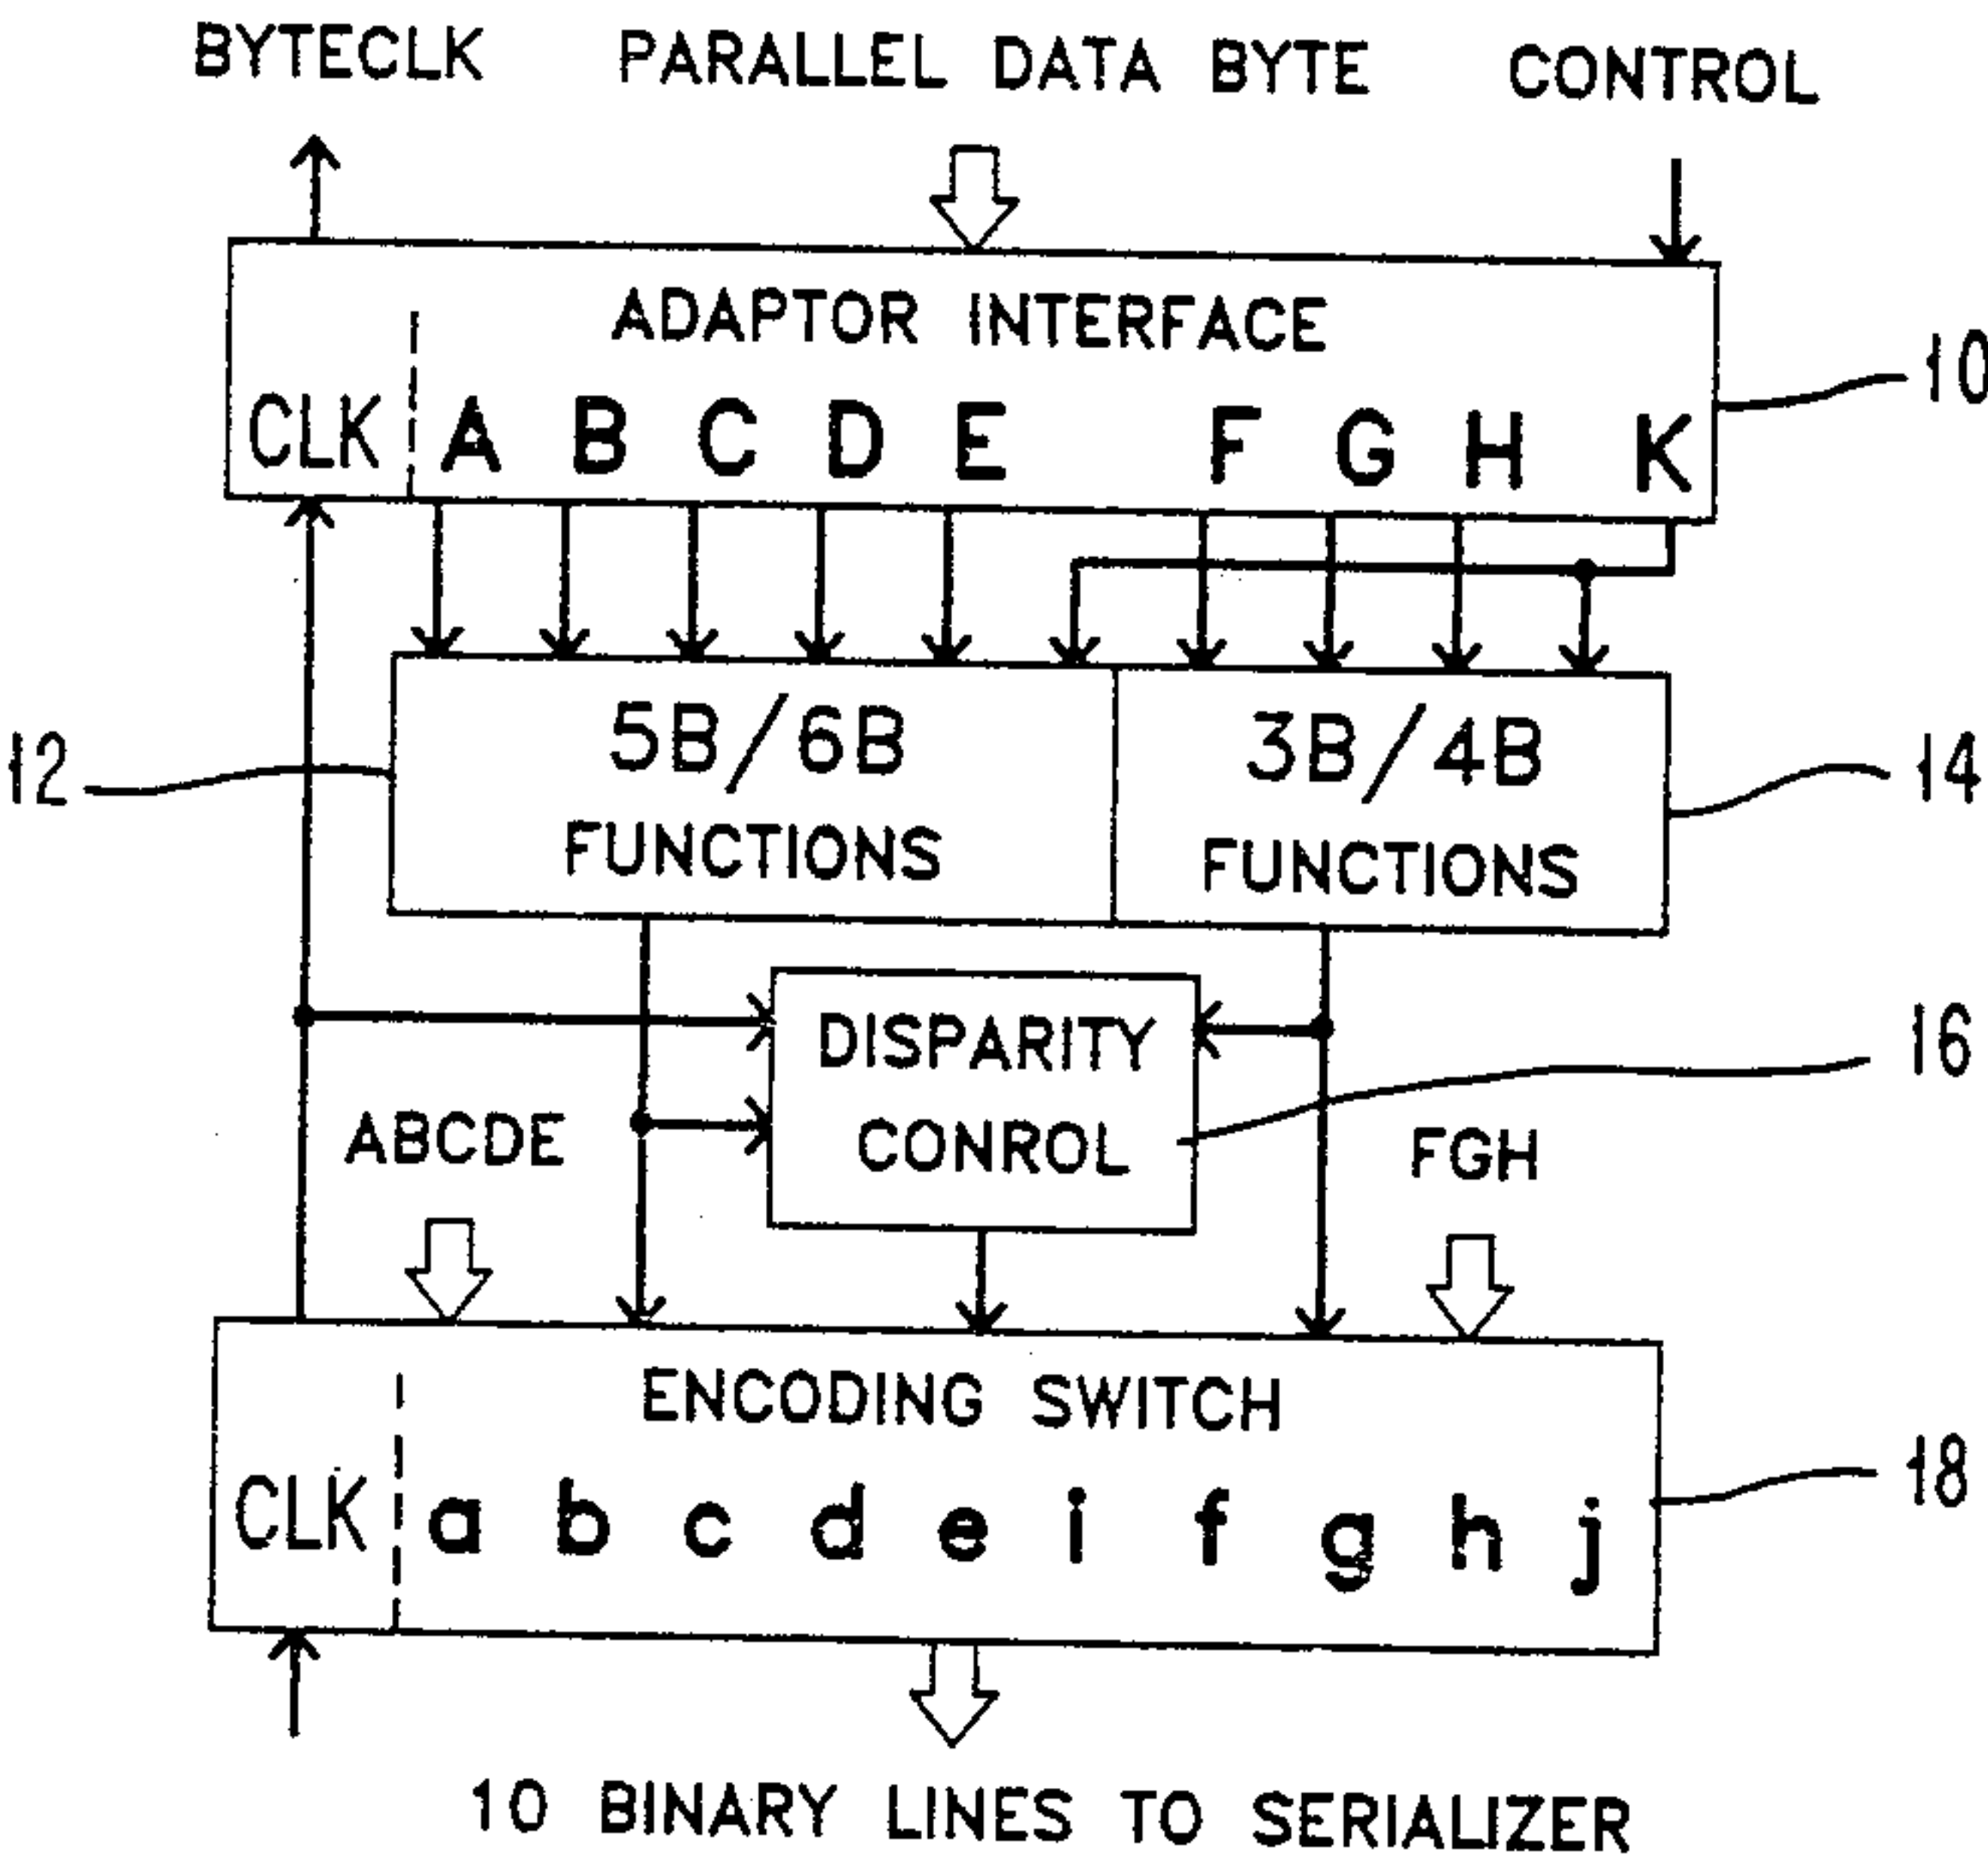 BYTECLK PARALLEL DATA BYTE CONTROL
ADAPTOR INTERFACE
CLK A B C D E F G H K
10
5B/6B 3B/4B
12
14
FUNCTIONS FUNCTIONS
DISPARITY
16
ABCDE CONROL FGH
ENCODING SWITCH
CLK a b c d e i f g h j
18
10 BINARY LINES TO SERIALIZER